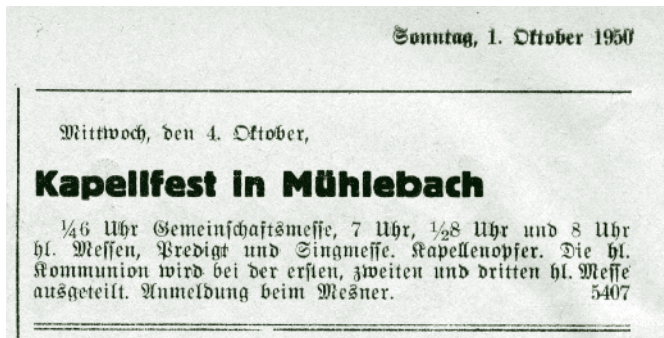 Sonntag, 1. Oktober 1950
Mittwoch, den 4. Oktober,
Kapellfest in Mühlebach
¼6 Uhr Gemeinschaftsmesse, 7 Uhr, ½8 Uhr und 8 Uhr
hl. Messen, Predigt und Singmesse. Kapellenopfer. Die hl.
Kommunion wird bei der ersten, zweiten und dritten hl. Messe
ausgeteilt. Anmeldung beim Mesner. 5407